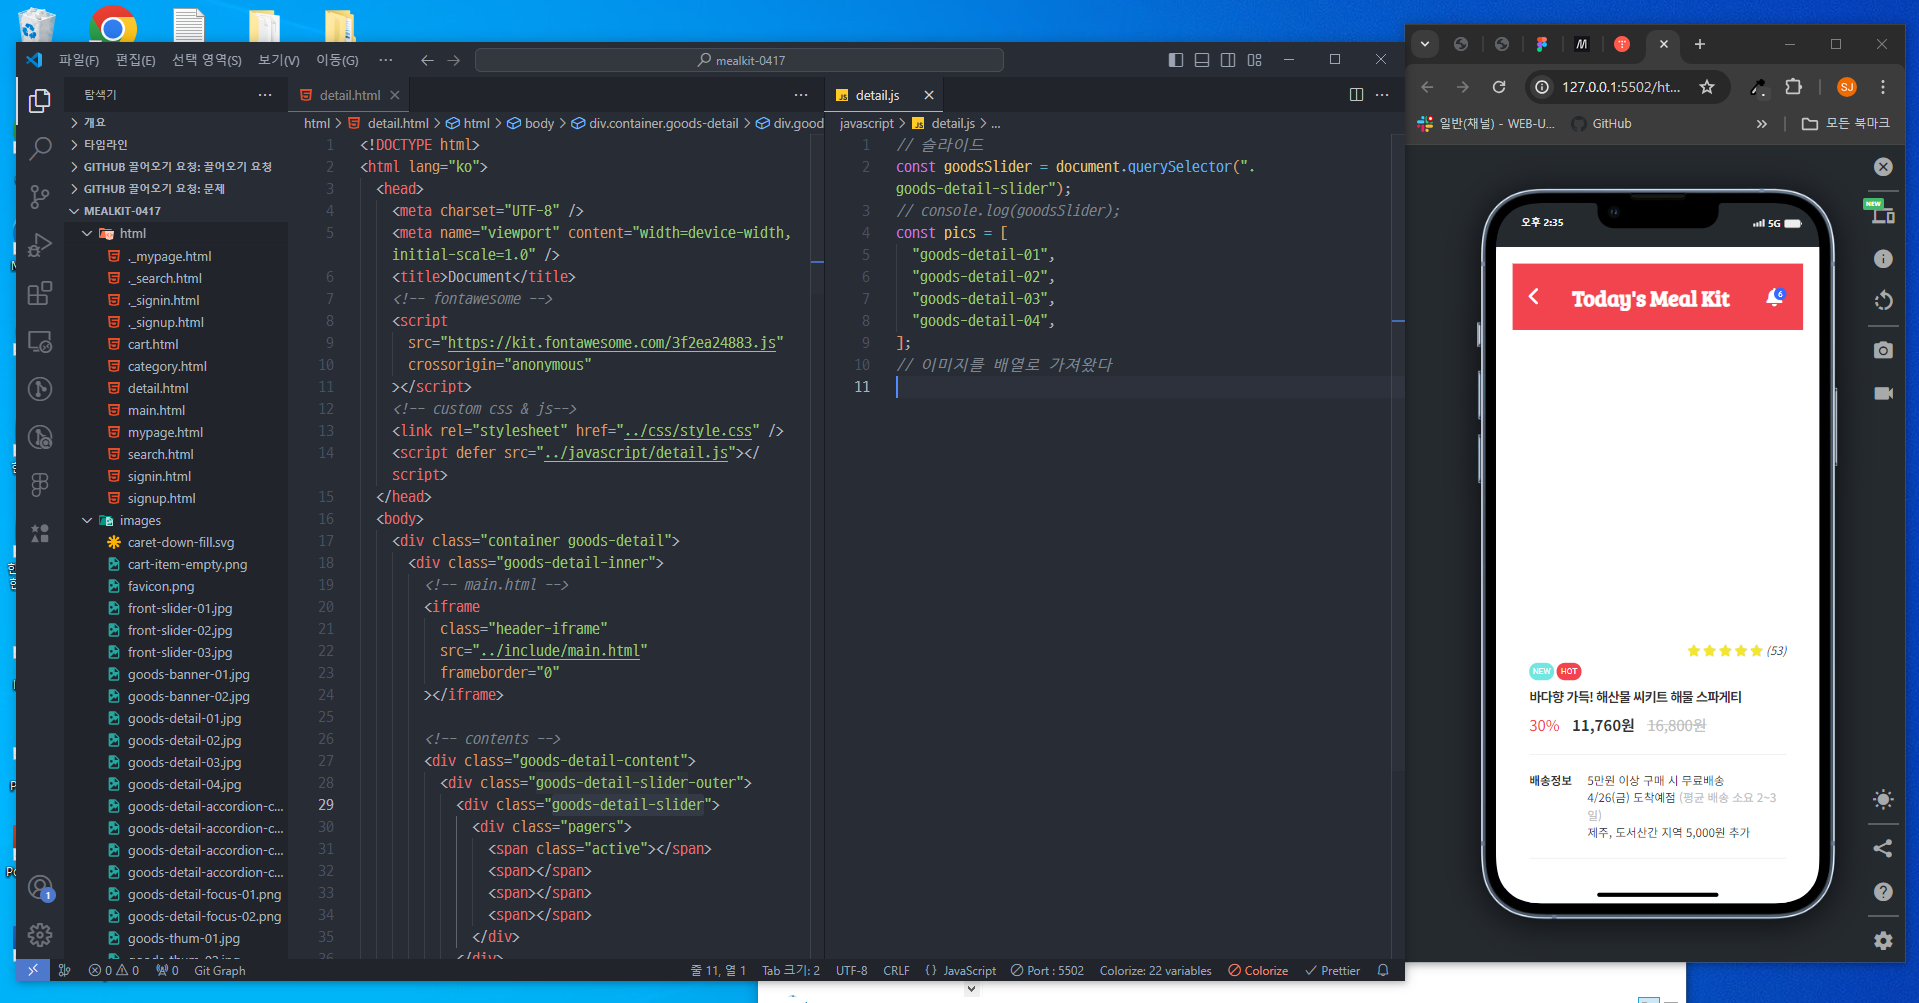 파일(F) 편집(E) 선택 영역(S) 보기(V) 이동(G) ··· mealkit-0417
탐색기 ···
개요
타임라인
GITHUB 끌어오기 요청: 끌어오기 요청
GITHUB 끌어오기 요청: 문제
MEALKIT-0417
html
._mypage.html
._search.html
._signin.html
._signup.html
cart.html
category.html
detail.html
main.html
mypage.html
search.html
signin.html
signup.html
images
caret-down-fill.svg
cart-item-empty.png
favicon.png
front-slider-01.jpg
front-slider-02.jpg
front-slider-03.jpg
goods-banner-01.jpg
goods-banner-02.jpg
goods-detail-01.jpg
goods-detail-02.jpg
goods-detail-03.jpg
goods-detail-04.jpg
goods-detail-accordion-c...
goods-detail-accordion-c...
goods-detail-accordion-c...
goods-detail-accordion-c...
goods-detail-focus-01.png
goods-detail-focus-02.png
goods-thum-01.jpg
1
detail.html
html > detail.html > html > body > div.container.goods-detail > div.good
1 <!DOCTYPE html>
2 <html lang="ko">
3 <head>
4 <meta charset="UTF-8" />
5 <meta name="viewport" content="width=device-width,
initial-scale=1.0" />
6 <title>Document</title>
7 <!-- fontawesome -->
8 <script
9 src="https://kit.fontawesome.com/3f2ea24883.js"
10 crossorigin="anonymous"
11 ></script>
12 <!-- custom css & js-->
13 <link rel="stylesheet" href="../css/style.css" />
14 <script defer src="../javascript/detail.js"></
script>
15 </head>
16 <body>
17 <div class="container goods-detail">
18 <div class="goods-detail-inner">
19 <!-- main.html -->
20 <iframe
21 class="header-iframe"
22 src="../include/main.html"
23 frameborder="0"
24 ></iframe>
25
26 <!-- contents -->
27 <div class="goods-detail-content">
28 <div class="goods-detail-slider-outer">
29 <div class="goods-detail-slider">
30 <div class="pagers">
31 <span class="active"></span>
32 <span></span>
33 <span></span>
34 <span></span>
35 </div>
36 </div>
JS detail.js
javascript > JS detail.js > ...
1 // 슬라이드
2 const goodsSlider = document.querySelector(".
goods-detail-slider");
3 // console.log(goodsSlider);
4 const pics = [
5 "goods-detail-01",
6 "goods-detail-02",
7 "goods-detail-03",
8 "goods-detail-04",
9 ];
10 // 이미지를 배열로 가져왔다
11
0 0 0 Git Graph 줄 11, 열 1 Tab 크기: 2 UTF-8 CRLF {} JavaScript Port : 5502 Colorize: 22 variables Colorize Prettier
127.0.0.1:5502/ht... SJ
일반(채널) - WEB-U... GitHub » 모든 북마크
NEW
오후 2:35 5G
Today's Meal Kit 6
(53)
NEW HOT
바다향 가득! 해산물 씨키트 해물 스파게티
30% 11,760원 16,800원
배송정보 5만원 이상 구매 시 무료배송
4/26(금) 도착예정 (평균 배송 소요 2~3
일)
제주, 도서산간 지역 5,000원 추가